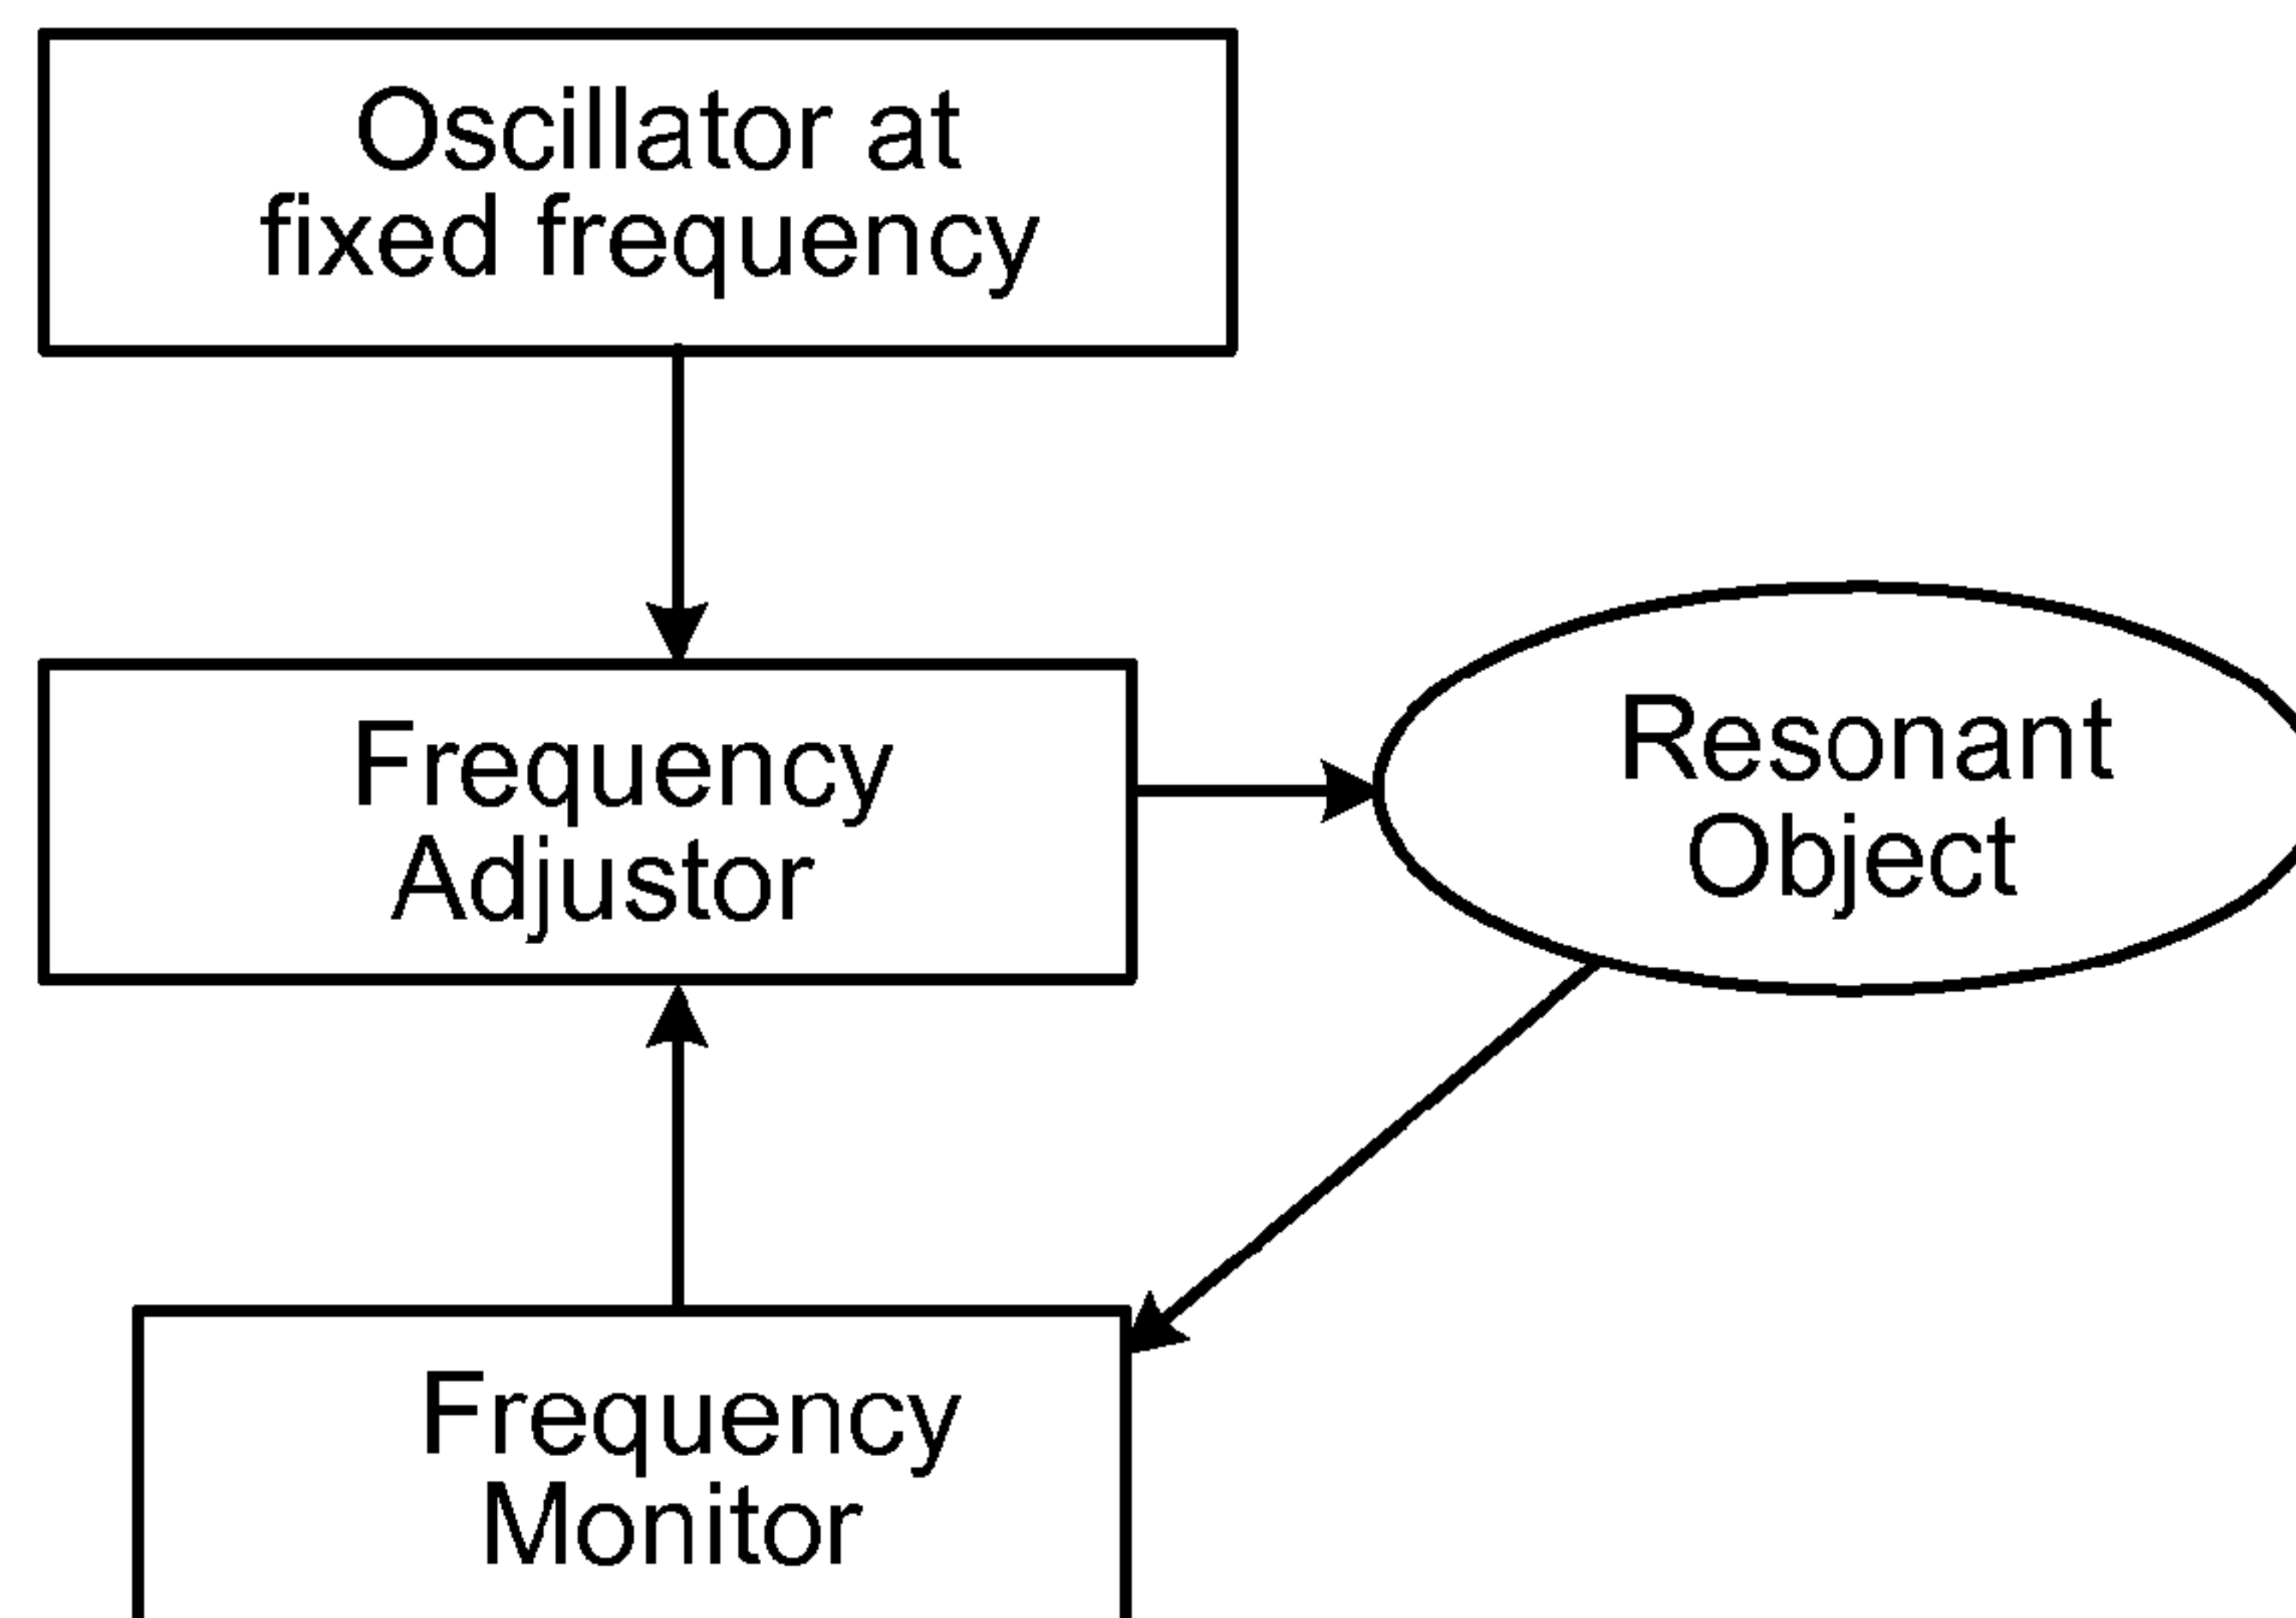 Oscillator at
fixed frequency
Frequency
Adjustor
Resonant
Object
Frequency
Monitor